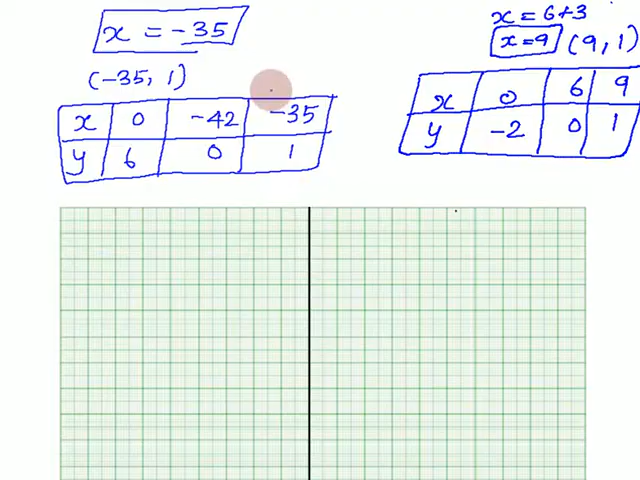 x = -35
(-35, 1)
x 0 -42 -35
y 6 0 1
x = 6+3
x = 9 (9, 1)
x 0 6 9
y -2 0 1